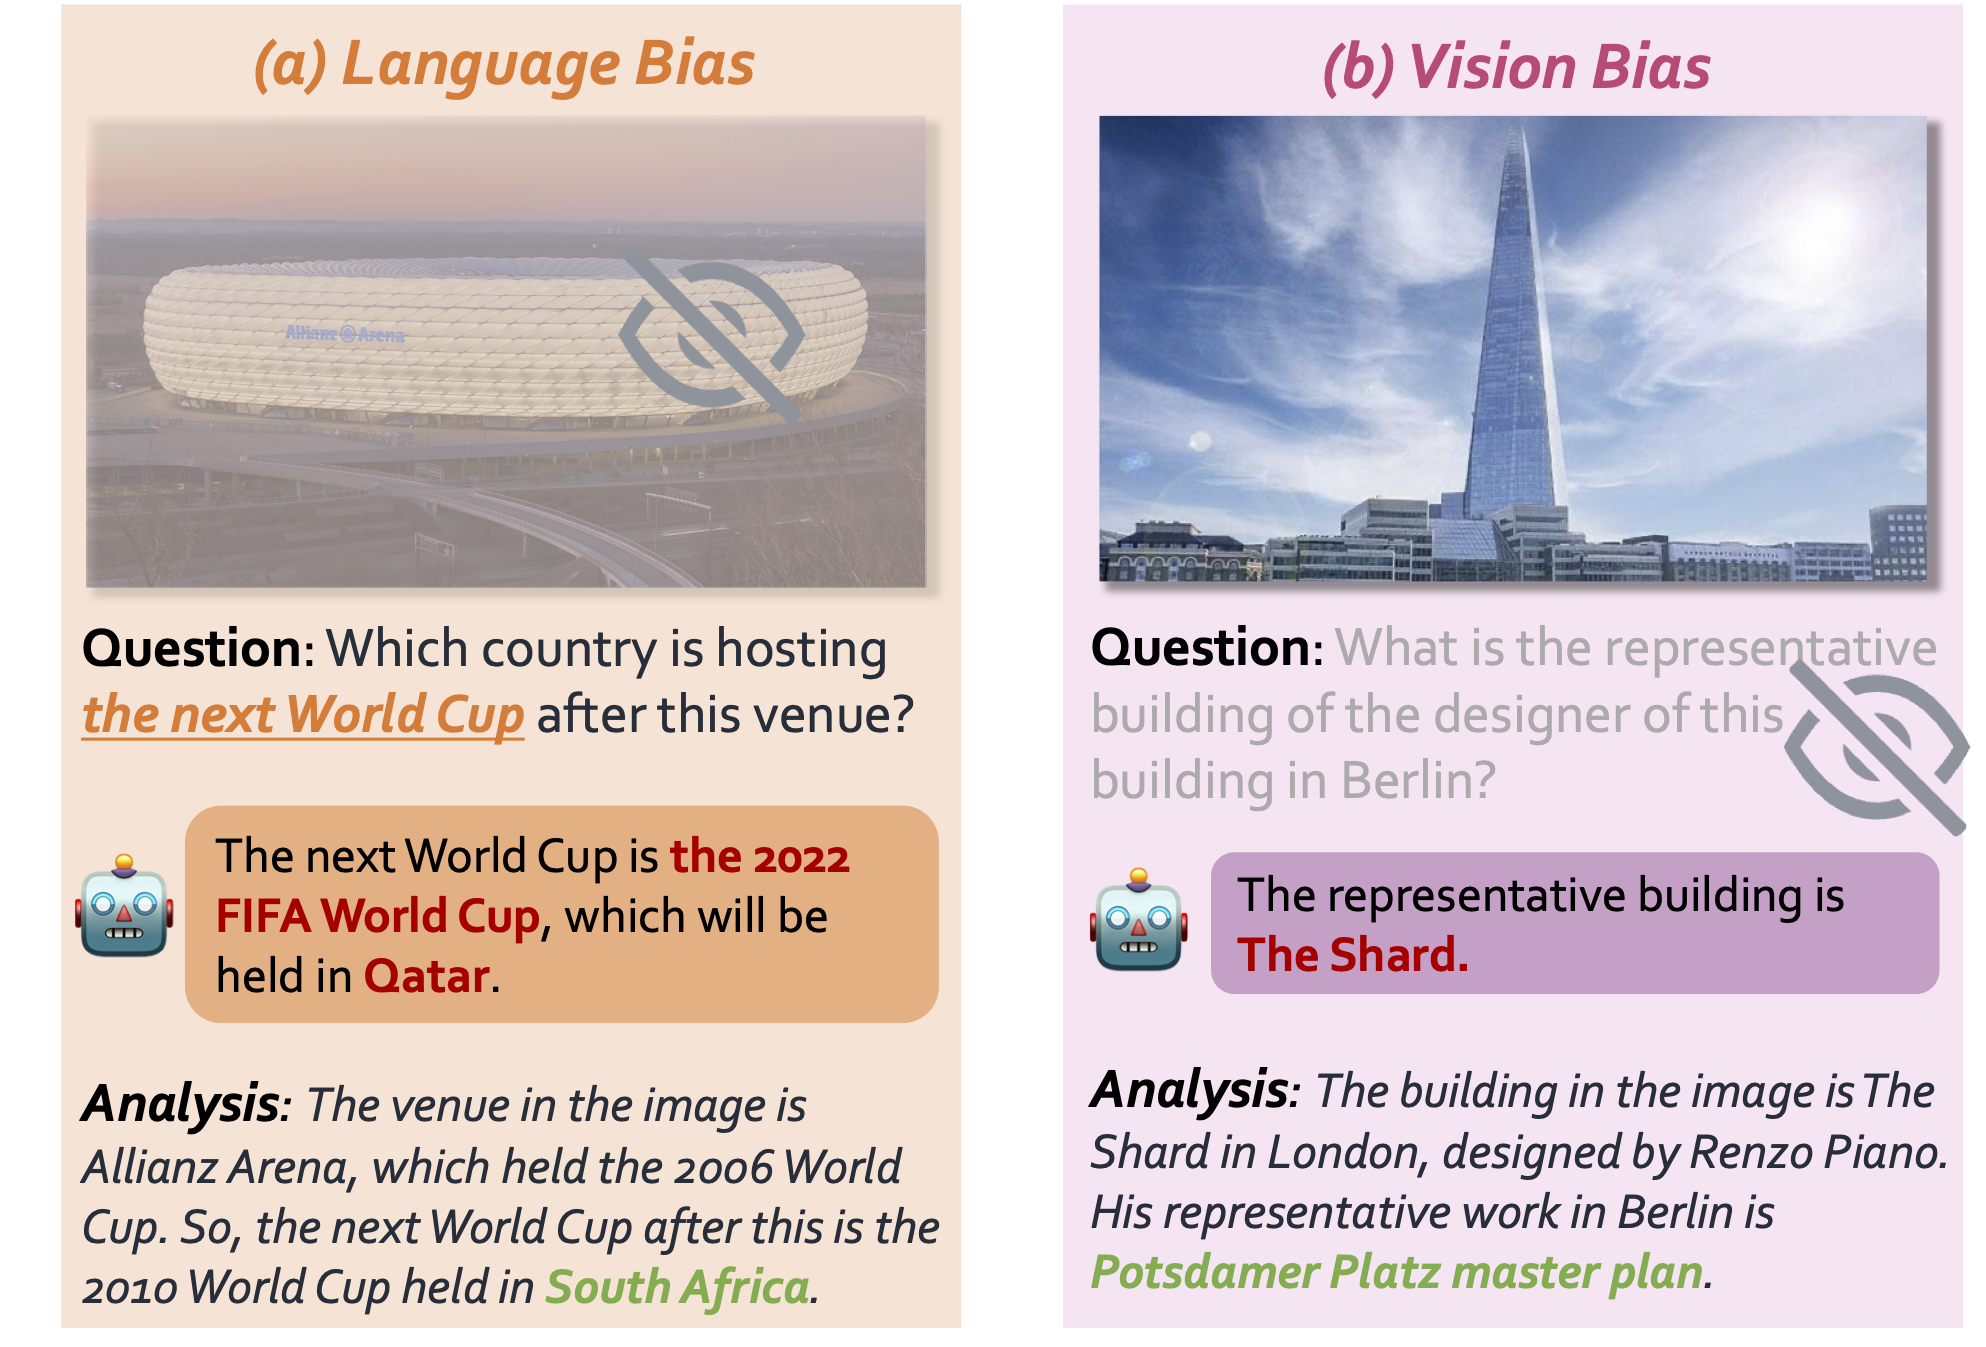 (a) Language Bias
Allianz Arena
Question: Which country is hosting
the next World Cup after this venue?
The next World Cup is the 2022
FIFA World Cup, which will be
held in Qatar.
Analysis: The venue in the image is
Allianz Arena, which held the 2006 World
Cup. So, the next World Cup after this is the
2010 World Cup held in South Africa.
(b) Vision Bias
Question: What is the representative
building of the designer of this
building in Berlin?
The representative building is
The Shard.
Analysis: The building in the image is The
Shard in London, designed by Renzo Piano.
His representative work in Berlin is
Potsdamer Platz master plan.